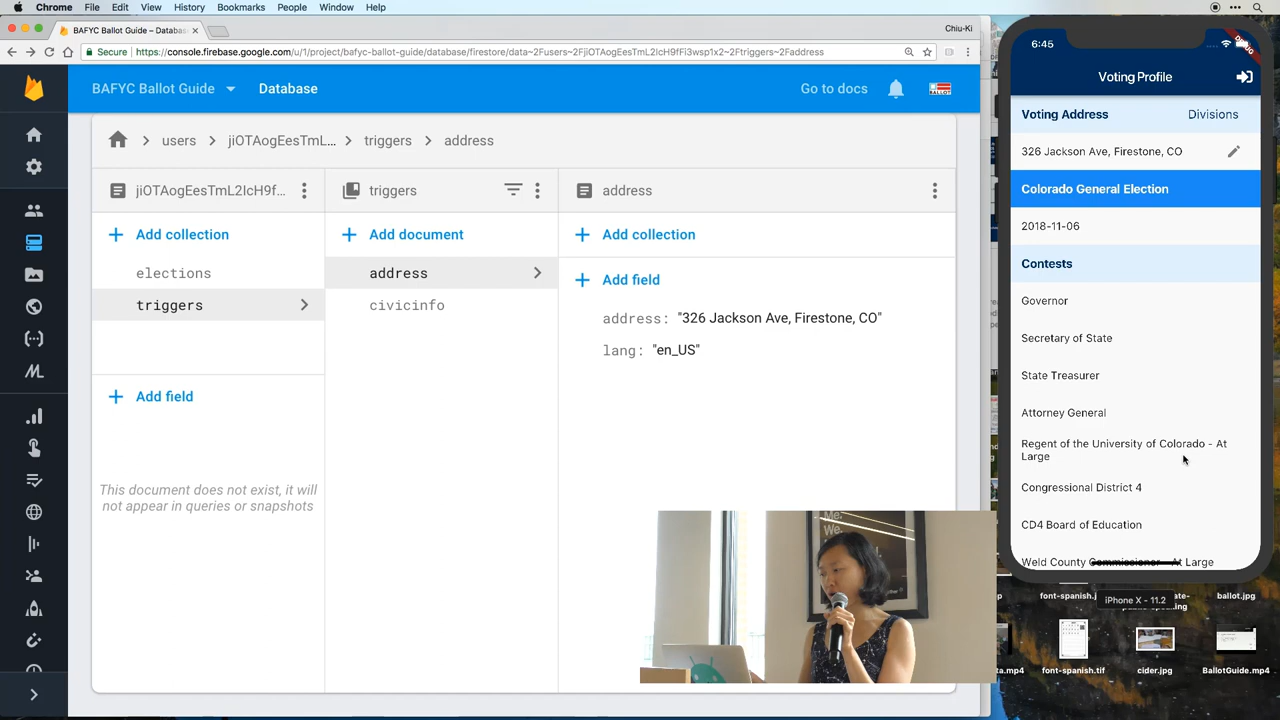 Chrome File Edit View History Bookmarks People Window Help
BAFYC Ballot Guide – Databas
Chiu-Ki
Secure https://console.firebase.google.com/u/1/project/bafyc-ballot-guide/database/firestore/data~2Fusers~2FjiOTAogEesTmL2IcH9fFi3wsp1x2~2Ftriggers~2Faddress
BAFYC Ballot Guide Database Go to docs
BALLOT
users jiOTAogEesTmL... triggers address
jiOTAogEesTmL2IcH9f... triggers address
Add collection Add document Add collection
elections
triggers
address
civicinfo
Add field
address: "326 Jackson Ave, Firestone, CO"
lang: "en_US"
Add field
This document does not exist, it will
not appear in queries or snapshots
Me.
We.
6:45
Voting Profile
Voting Address Divisions
326 Jackson Ave, Firestone, CO
Colorado General Election
2018-11-06
Contests
Governor
Secretary of State
State Treasurer
Attorney General
Regent of the University of Colorado - At
Large
Congressional District 4
CD4 Board of Education
Weld County Commissioner - At Large
iPhone X - 11.2
ballot.jpg
font-spanish.tif cider.jpg BallotGuide.mp4